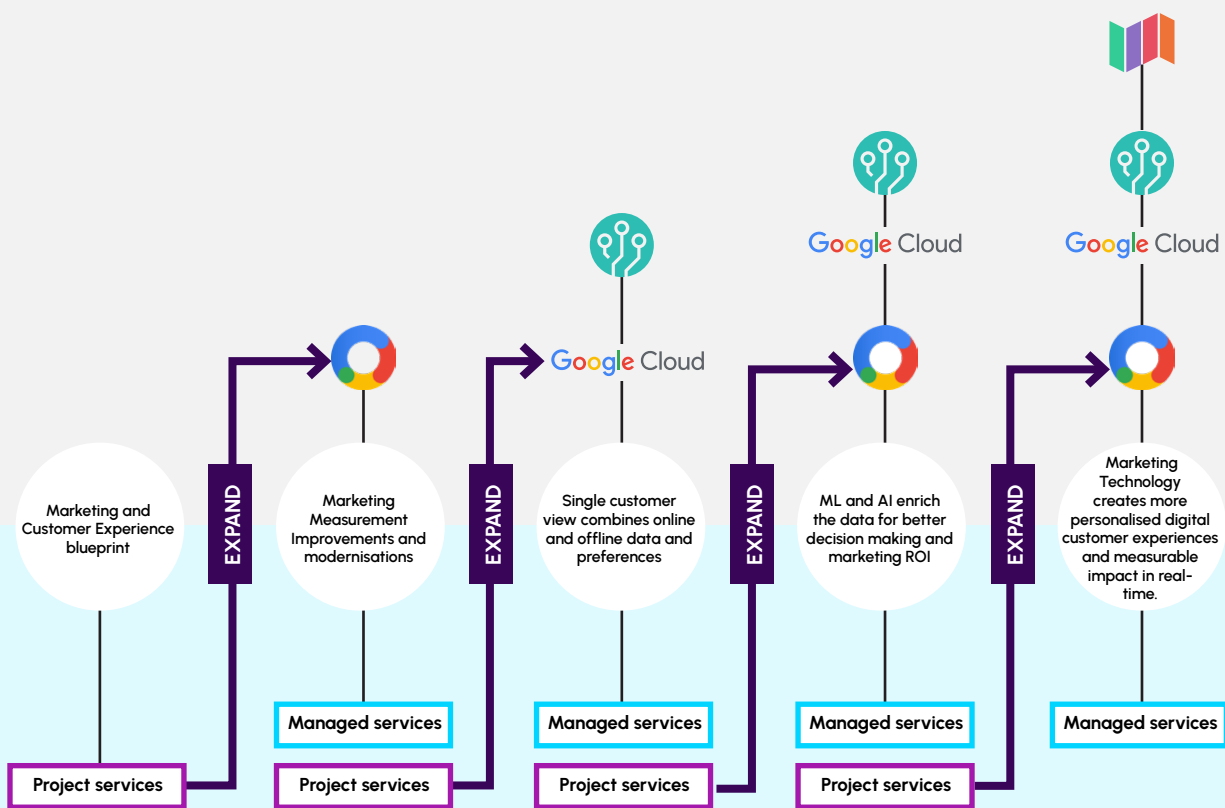 Google Cloud
Google Cloud
Google Cloud
Marketing and
Customer Experience
blueprint
EXPAND
Marketing
Measurement
Improvements and
modernisations
EXPAND
Single customer
view combines online
and offline data and
preferences
EXPAND
ML and AI enrich
the data for better
decision making and
marketing ROI
EXPAND
Marketing
Technology
creates more
personalised digital
customer experiences
and measurable
impact in real-
time.
Managed services
Managed services
Managed services
Managed services
Project services
Project services
Project services
Project services